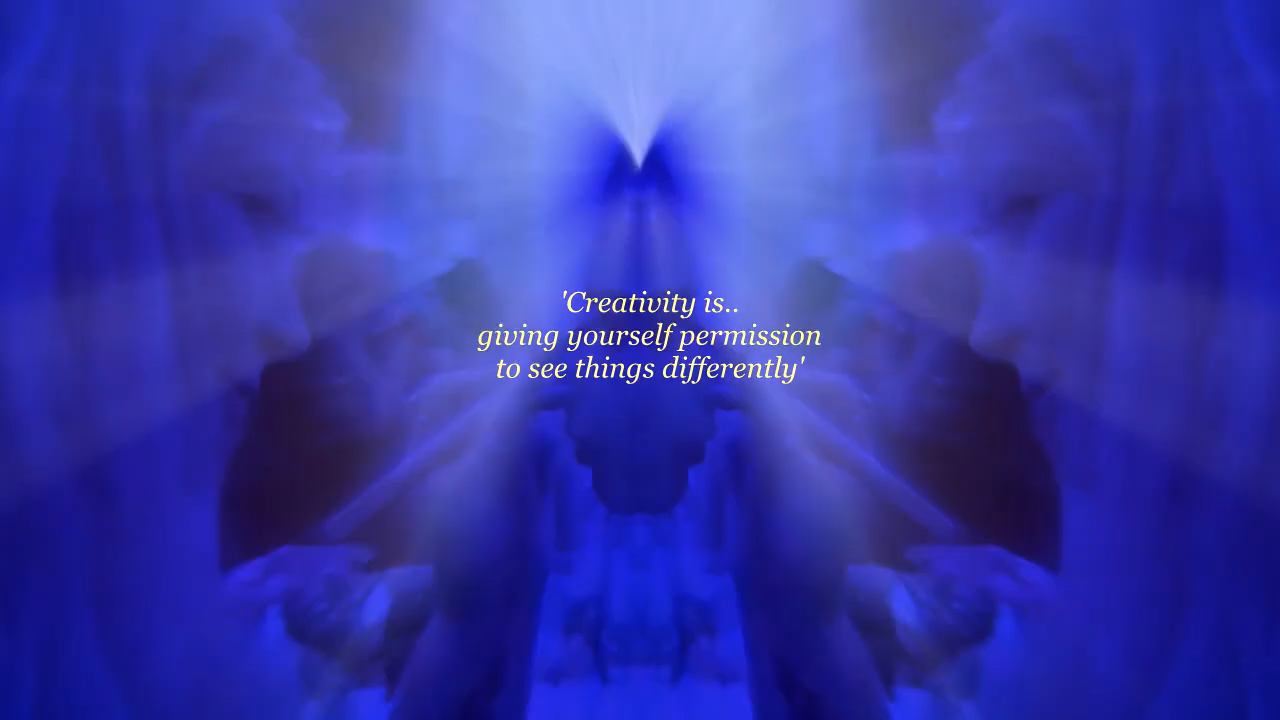 'Creativity is..
giving yourself permission
to see things differently'